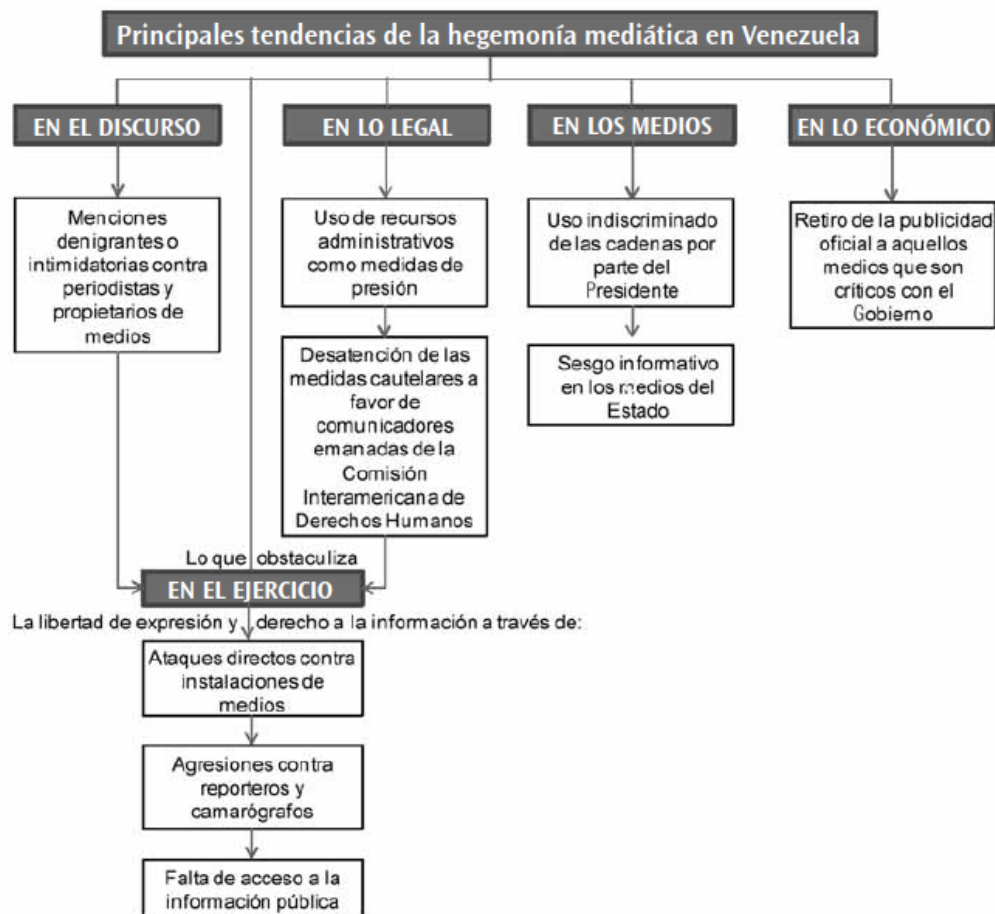 Principales tendencias de la hegemonía mediática en Venezuela
EN EL DISCURSO
Menciones
denigrantes o
intimidatorias contra
periodistas y
propietarios de
medios
EN LO LEGAL
Uso de recursos
administrativos
como medidas de
presión
Desatención de las
medidas cautelares a
favor de
comunicadores
emanadas de la
Comisión
Interamericana de
Derechos Humanos
EN LOS MEDIOS
Uso indiscriminado
de las cadenas por
parte del
Presidente
Sesgo informativo
en los medios del
Estado
EN LO ECONÓMICO
Retiro de la publicidad
oficial a aquellos
medios que son
críticos con el
Gobierno
Lo que obstaculiza
EN EL EJERCICIO
La libertad de expresión y derecho a la información a través de:
Ataques directos contra
instalaciones de
medios
Agresiones contra
reporteros y
camarógrafos
Falta de acceso a la
información pública